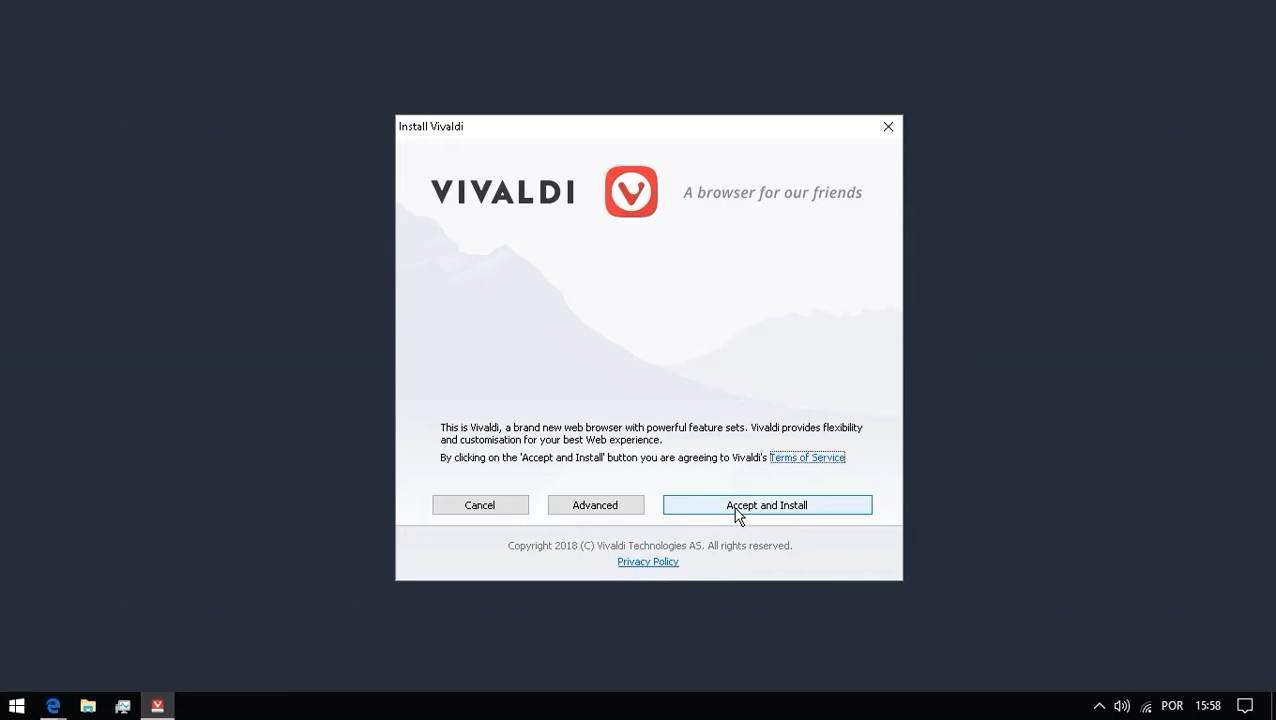 Install Vivaldi
VIVALDI
A browser for our friends
This is Vivaldi, a brand new web browser with powerful feature sets. Vivaldi provides flexibility
and customisation for your best Web experience.
By clicking on the 'Accept and Install' button you are agreeing to Vivaldi's Terms of Service
Cancel
Advanced
Accept and Install
Copyright 2018 (C) Vivaldi Technologies AS. All rights reserved.
Privacy Policy
POR
15:58